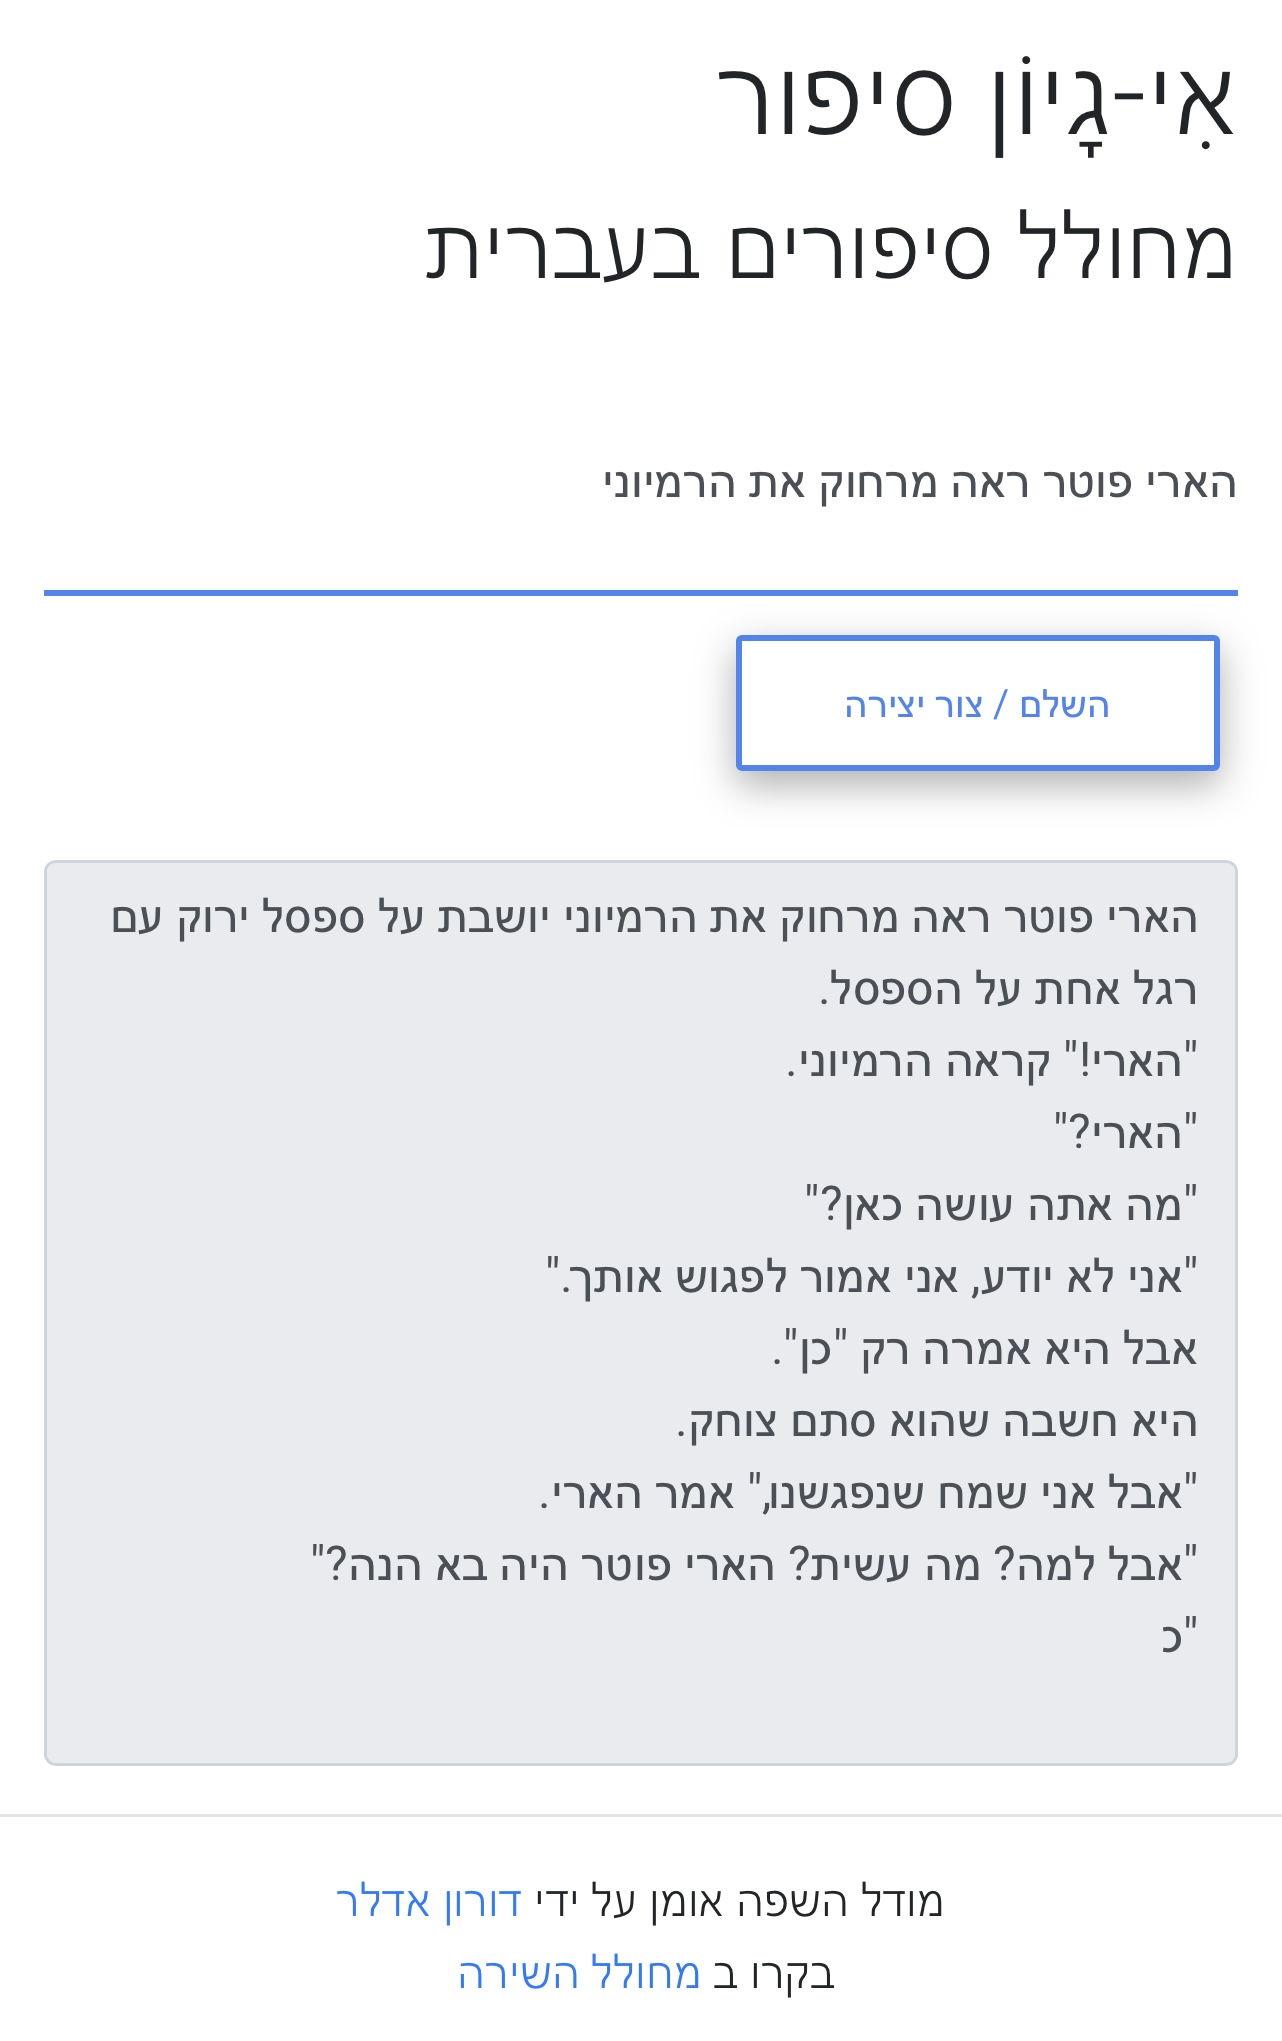 אִי-גָיוֹן סיפור
מחולל סיפורים בעברית
הארי פוטר ראה מרחוק את הרמיוני
השלם / צור יצירה
הארי פוטר ראה מרחוק את הרמיוני יושבת על ספסל ירוק עם
רגל אחת על הספסל.
"הארי!" קראה הרמיוני.
"הארי?"
"מה אתה עושה כאן?"
"אני לא יודע, אני אמור לפגוש אותך."
אבל היא אמרה רק "כן".
היא חשבה שהוא סתם צוחק.
"אבל אני שמח שנפגשנו," אמר הארי.
"אבל למה? מה עשית? הארי פוטר היה בא הנה?"
"כ
מודל השפה אומן על ידי דורון אדלר
בקרו ב מחולל השירה